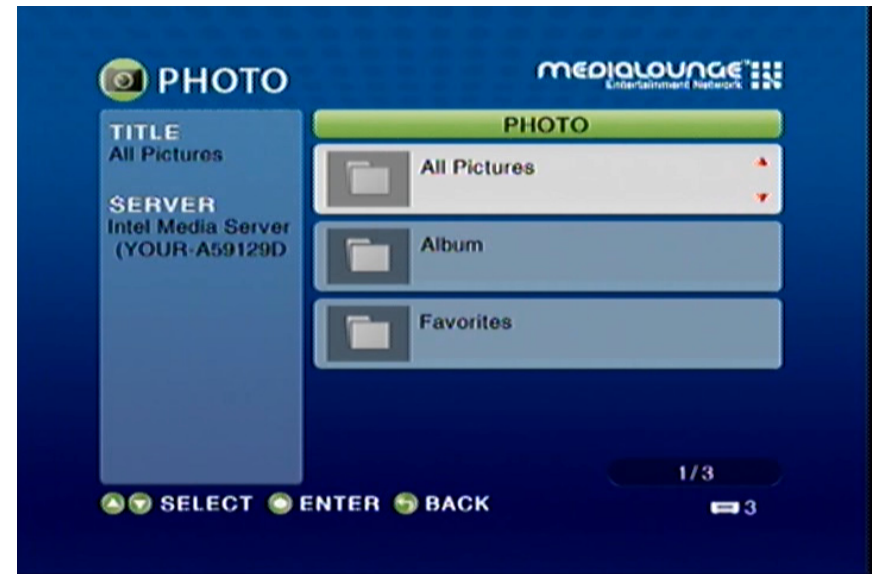 PHOTO
MEDIALOUNGE™
Entertainment Network
TITLE
All Pictures
SERVER
Intel Media Server
(YOUR-A59129D
PHOTO
All Pictures
Album
Favorites
1/3
SELECT ENTER BACK
3